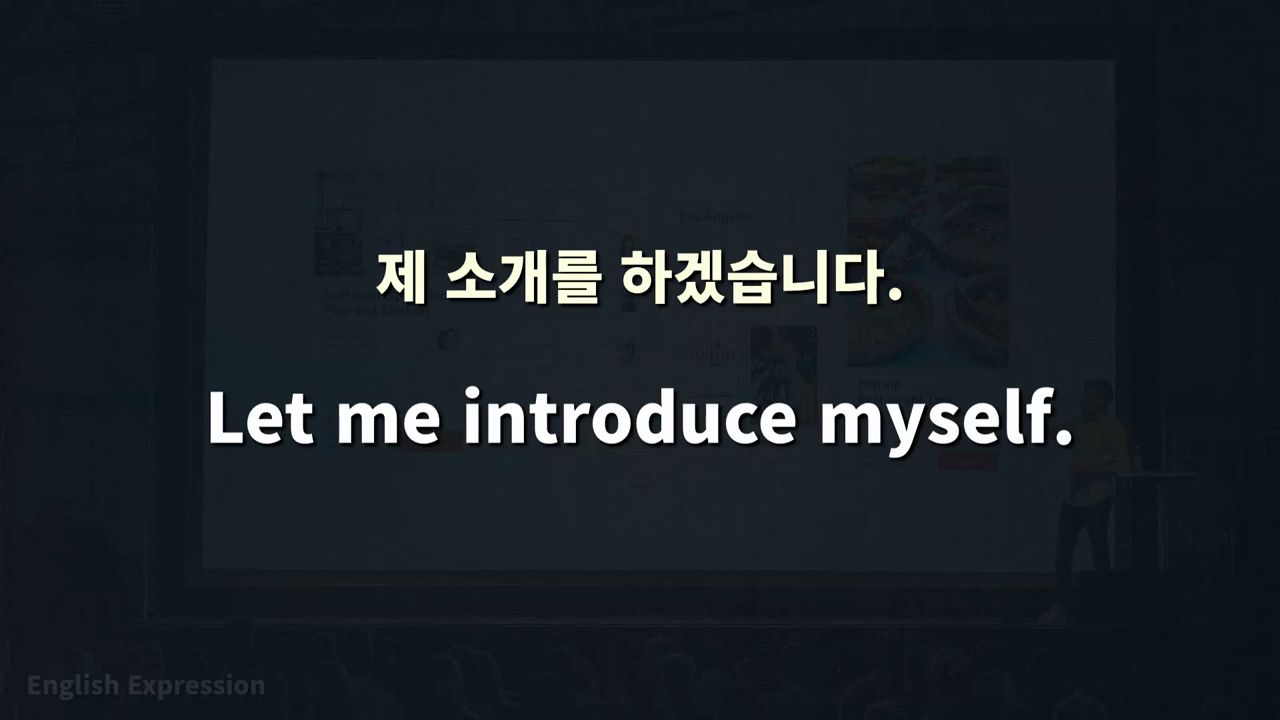 제 소개를 하겠습니다.
Let me introduce myself.
English Expression